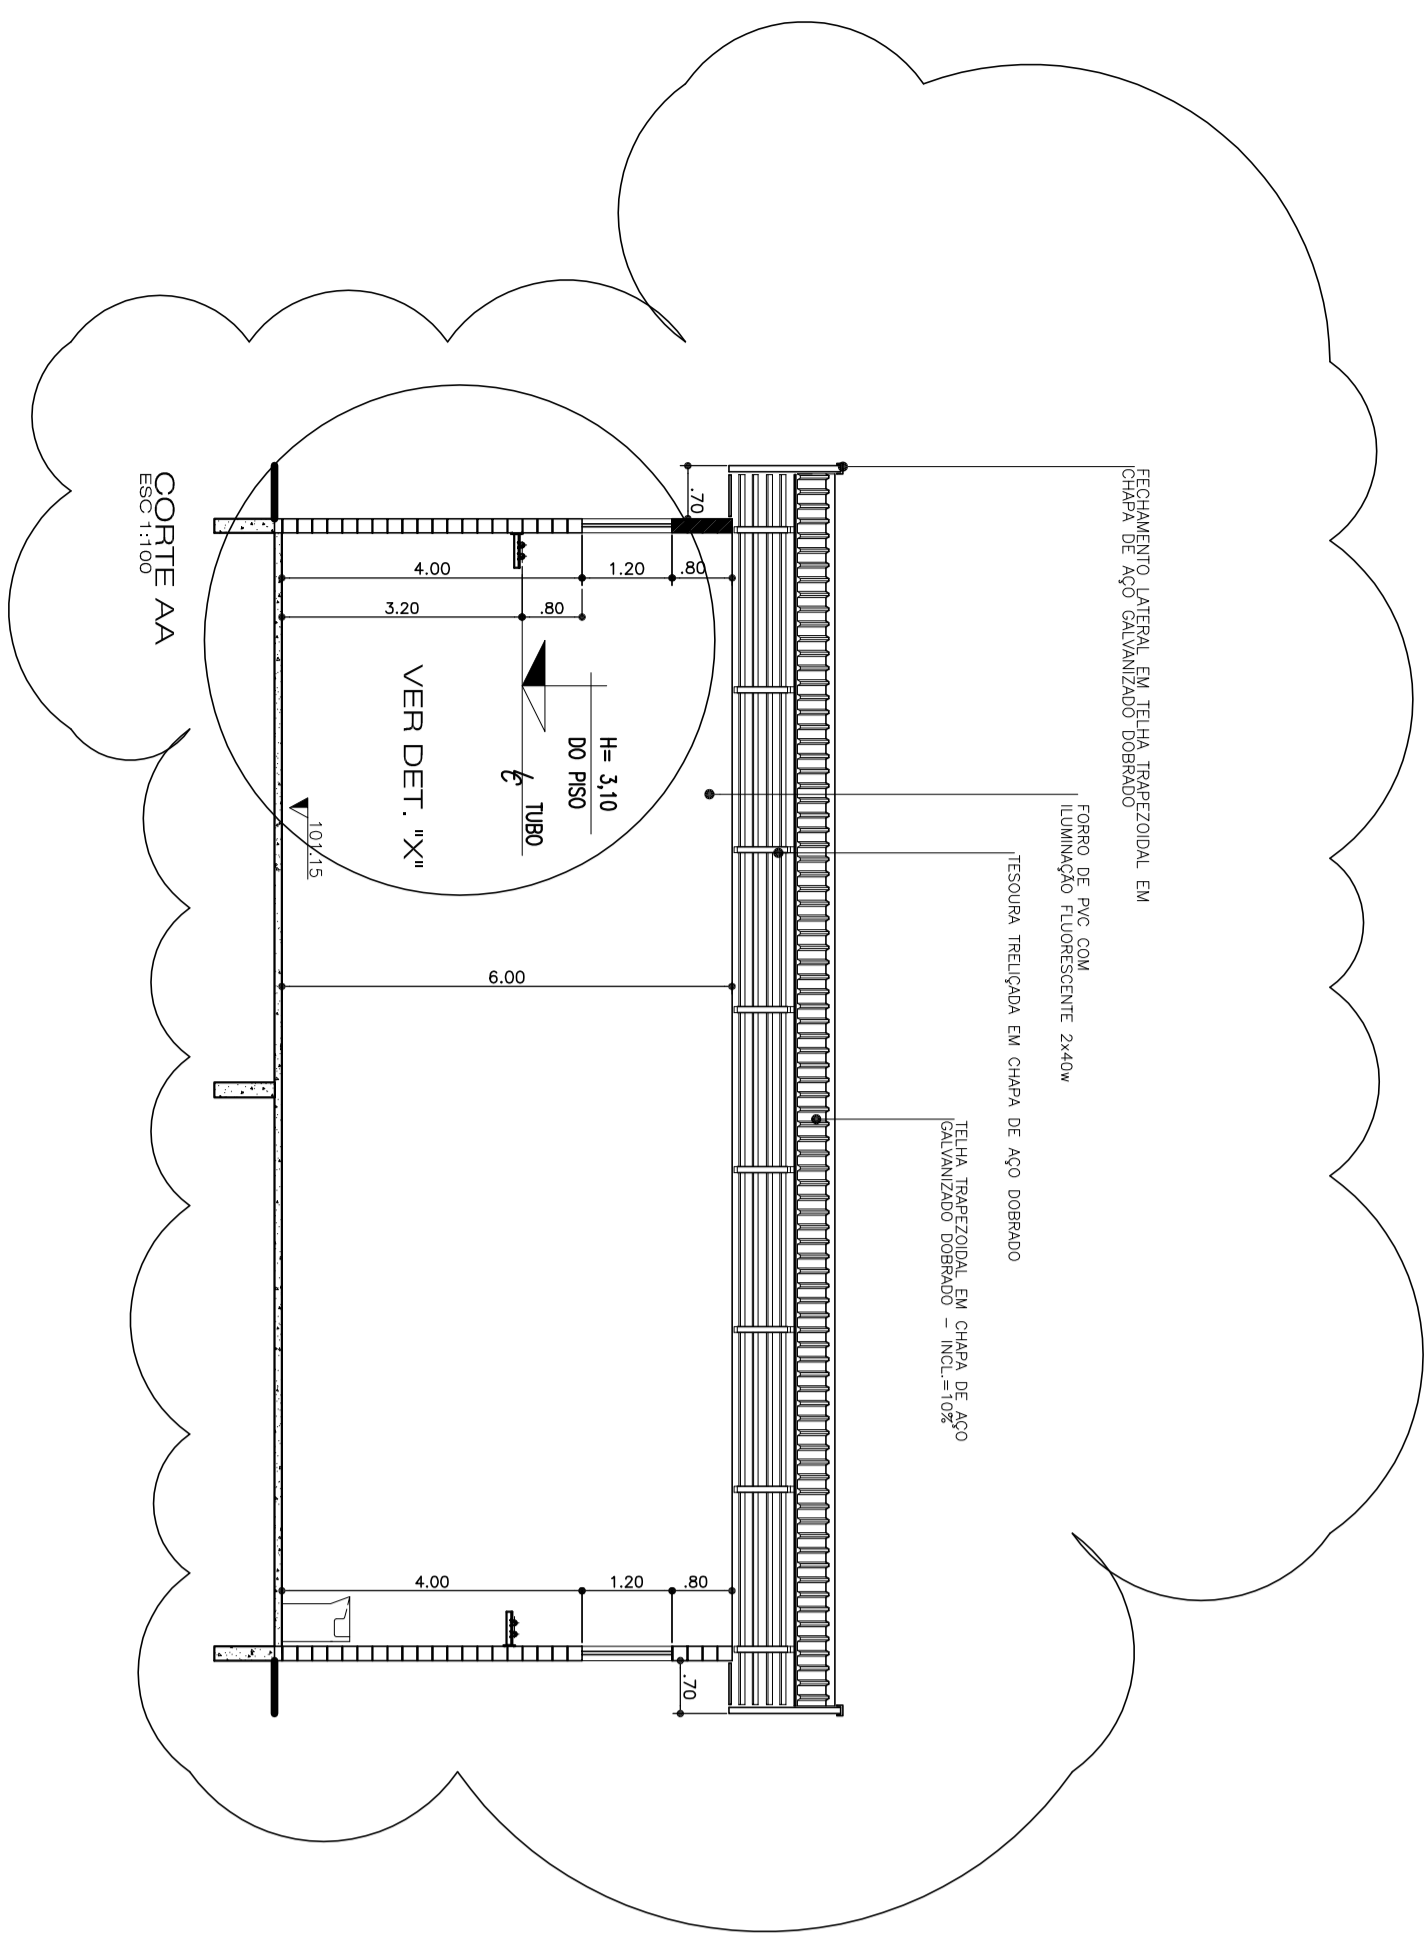 FECHAMENTO LATERAL EM TELHA TRAPEZOIDAL EM
CHAPA DE AÇO GALVANIZADO DOBRADO
FORRO DE PVC COM
ILUMINAÇÃO FLUORESCENTE 2x40w
TESOURA TRELIÇADA EM CHAPA DE AÇO DOBRADO
TELHA TRAPEZOIDAL EM CHAPA DE AÇO
GALVANIZADO DOBRADO - INCL.=10%
.70
.80
1.20
4.00
.80
3.20
H= 3,10
DO PISO
TUBO
VER DET. "X"
101.15
6.00
.80
1.20
4.00
.70
CORTE AA
ESC 1:100